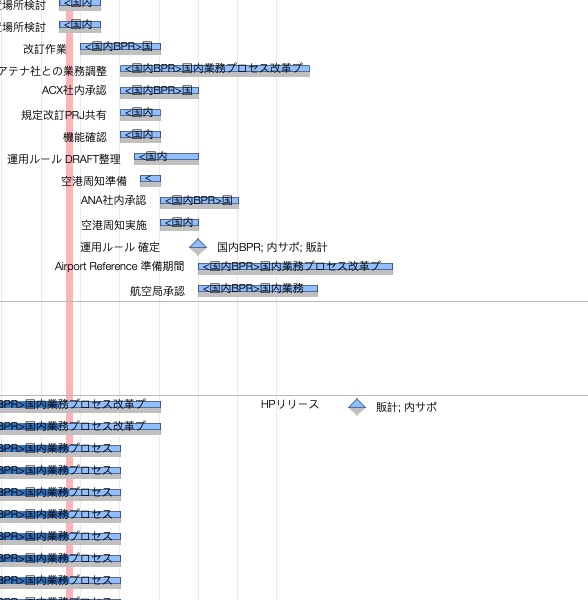 場所検討 <国内
場所検討 <国内
改訂作業 <国内BPR>国
アテナ社との業務調整 <国内BPR>国内業務プロセス改革プ
ACX社内承認 <国内BPR>国
規定改訂PRJ共有 <国内
機能確認 <国内
運用ルール DRAFT整理 <国内
空港周知準備 <
ANA社内承認 <国内BPR>国
空港周知実施 <国内
運用ルール 確定 国内BPR; 内サポ; 販計
Airport Reference 準備期間 <国内BPR>国内業務プロセス改革プ
航空局承認 <国内BPR>国内業務
BPR>国内業務プロセス改革プ HPリリース 販計; 内サポ
BPR>国内業務プロセス改革プ
BPR>国内業務プロセス
BPR>国内業務プロセス
BPR>国内業務プロセス
BPR>国内業務プロセス
BPR>国内業務プロセス
BPR>国内業務プロセス
BPR>国内業務プロセス